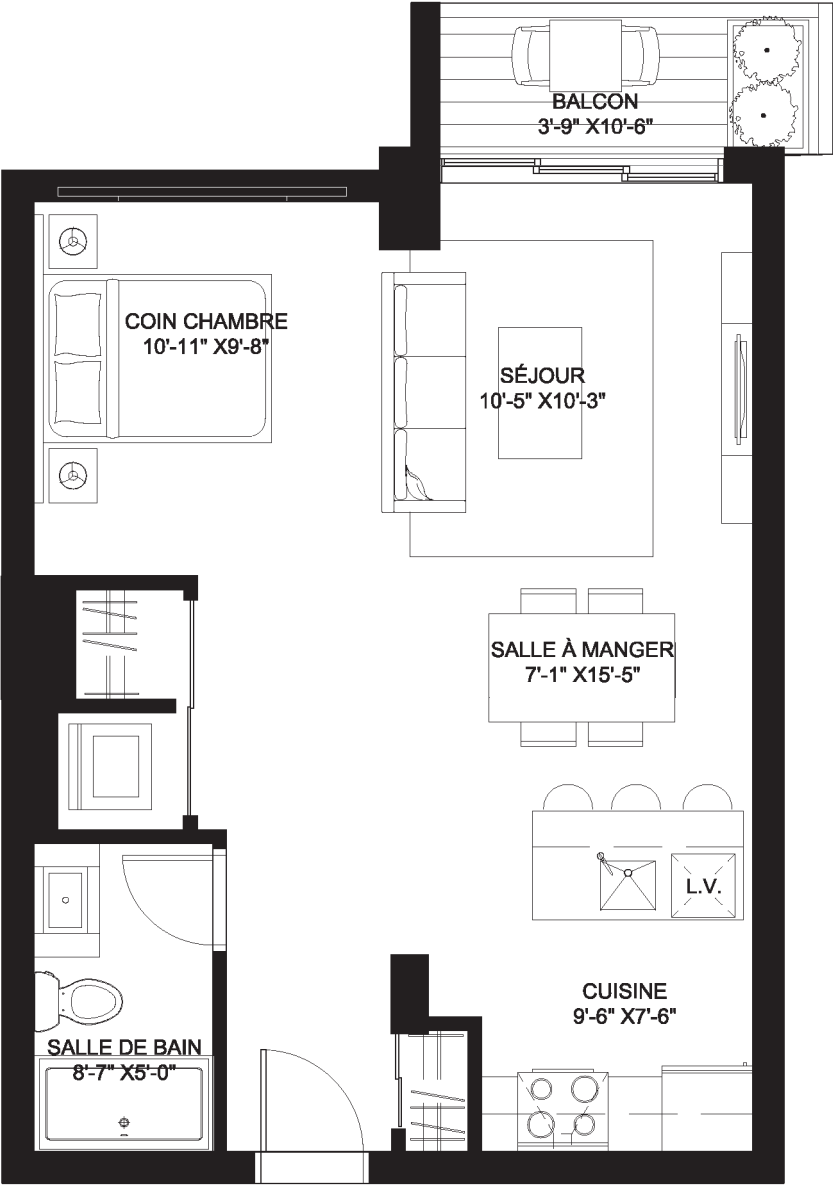 BALCON
3'-9" X10'-6"
COIN CHAMBRE
10'-11" X9'-8"
SÉJOUR
10'-5" X10'-3"
SALLE À MANGER
7'-1" X15'-5"
L.V.
CUISINE
9'-6" X7'-6"
SALLE DE BAIN
8'-7" X5'-0"